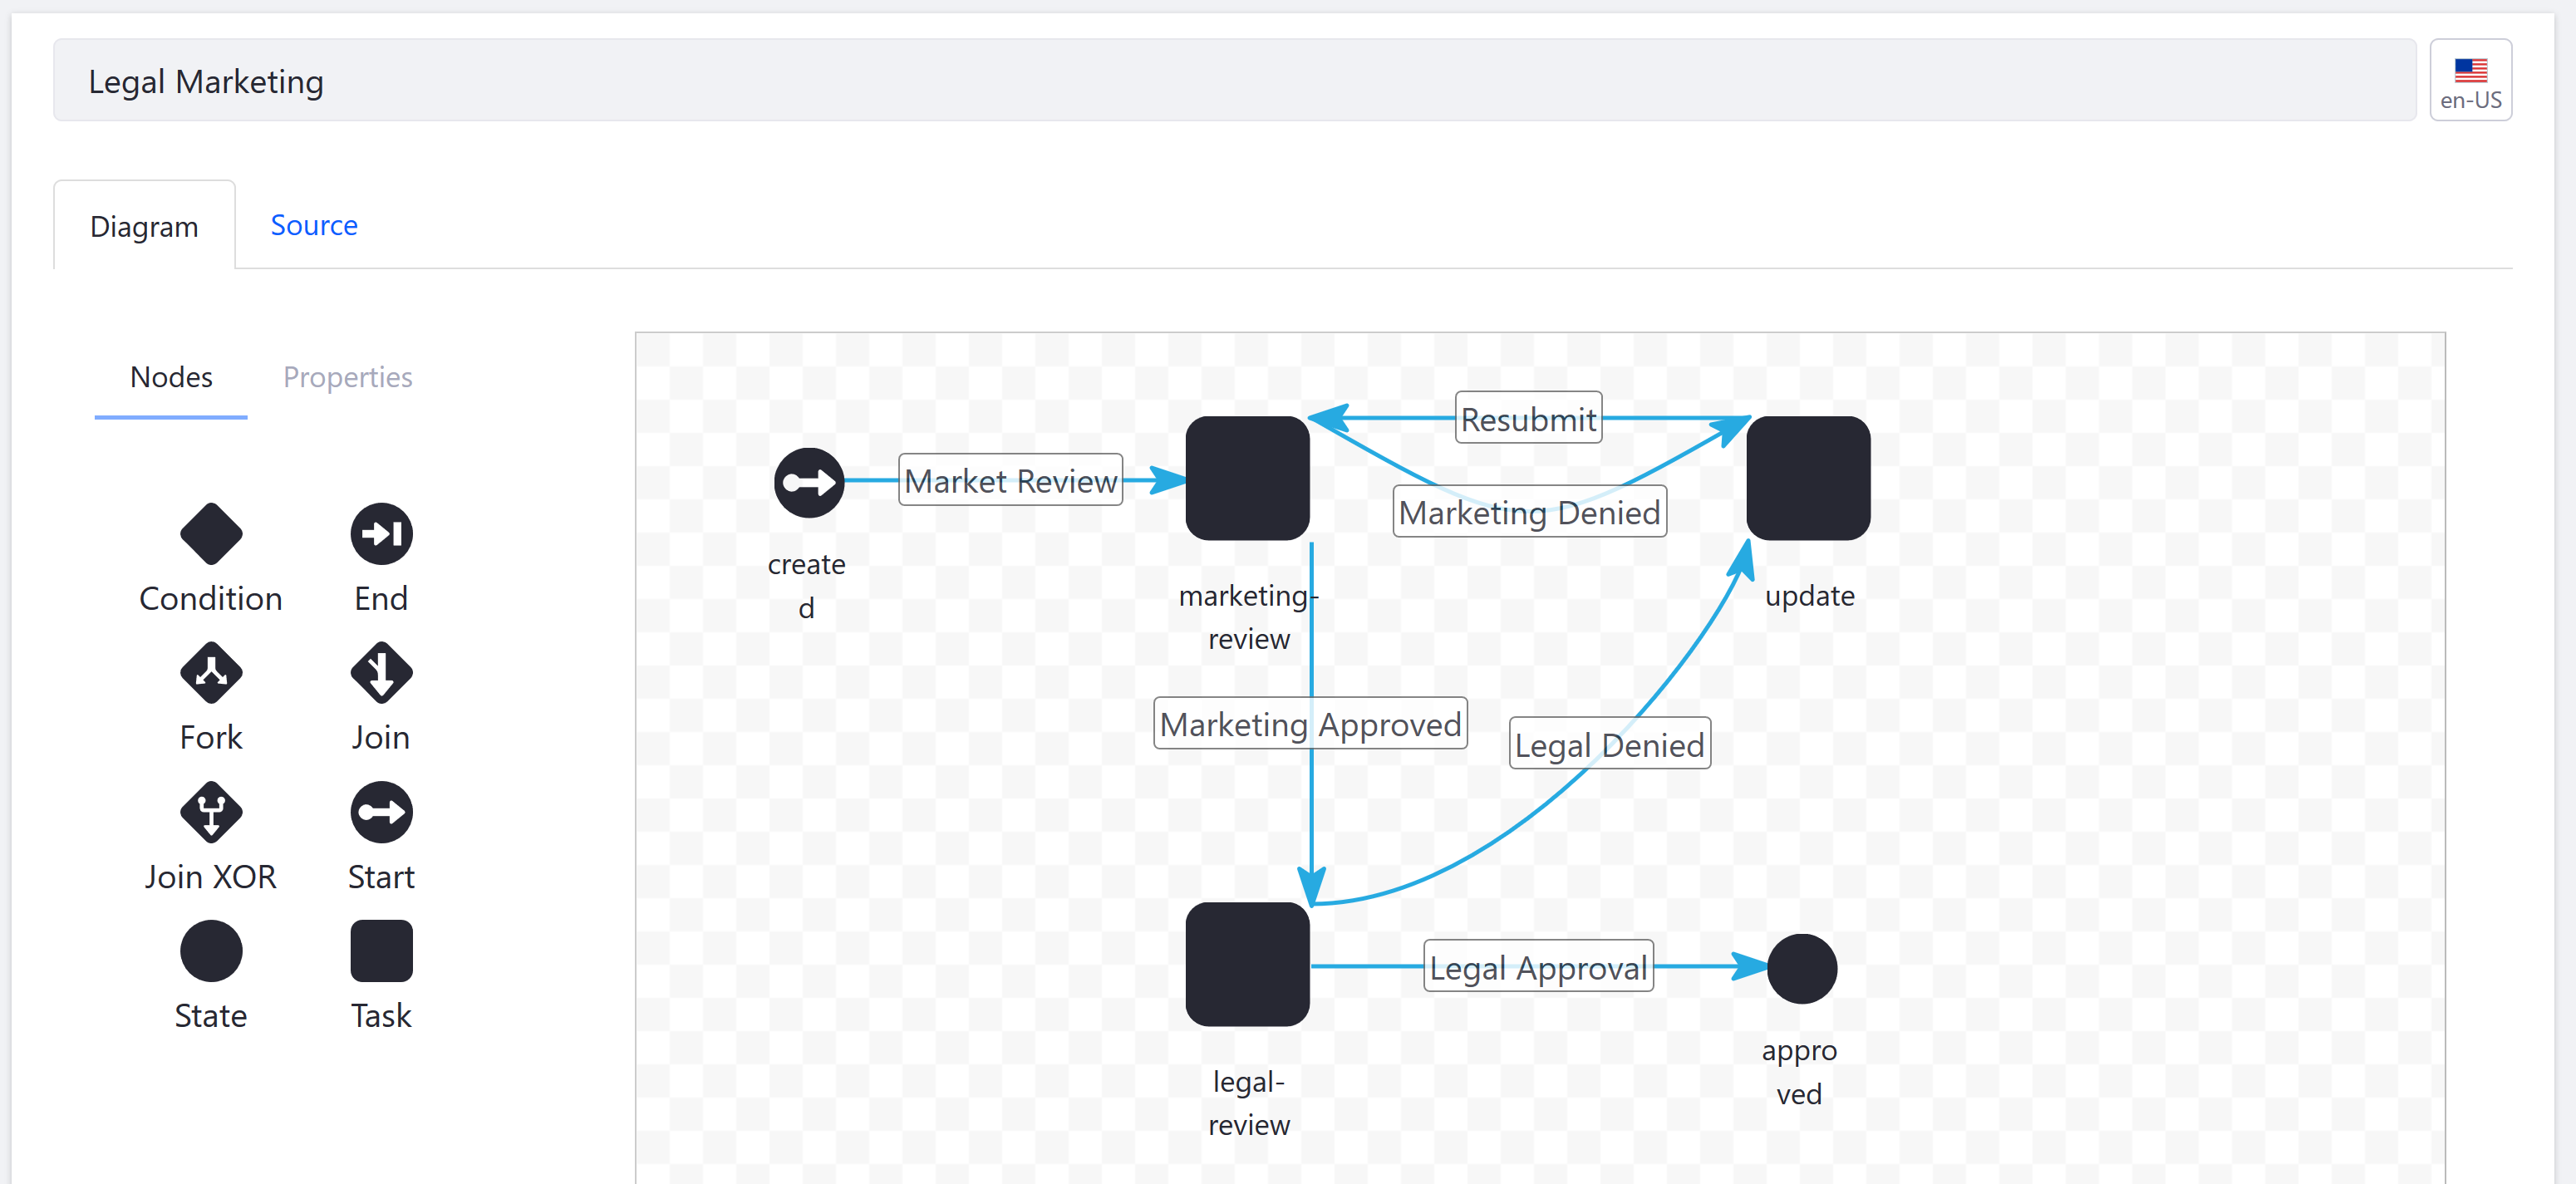 Legal Marketing
en-US
Diagram
Source
Nodes
Properties
Condition
End
Fork
Join
Join XOR
Start
State
Task
Resubmit
Market Review
Marketing Denied
create
d
marketing-
review
update
Marketing Approved
Legal Denied
Legal Approval
legal-
review
appro
ved